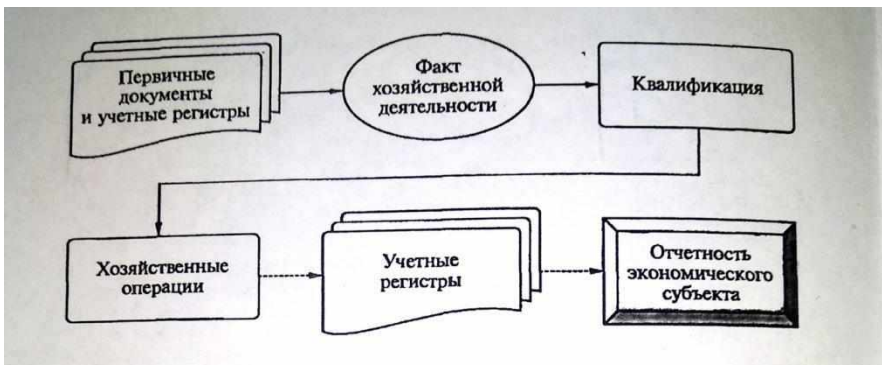 Первичные
документы
и учетные регистры
Факт
хозяйственной
деятельности
Квалификация
Хозяйственные
операции
Учетные
регистры
Отчетность
экономического
субъекта